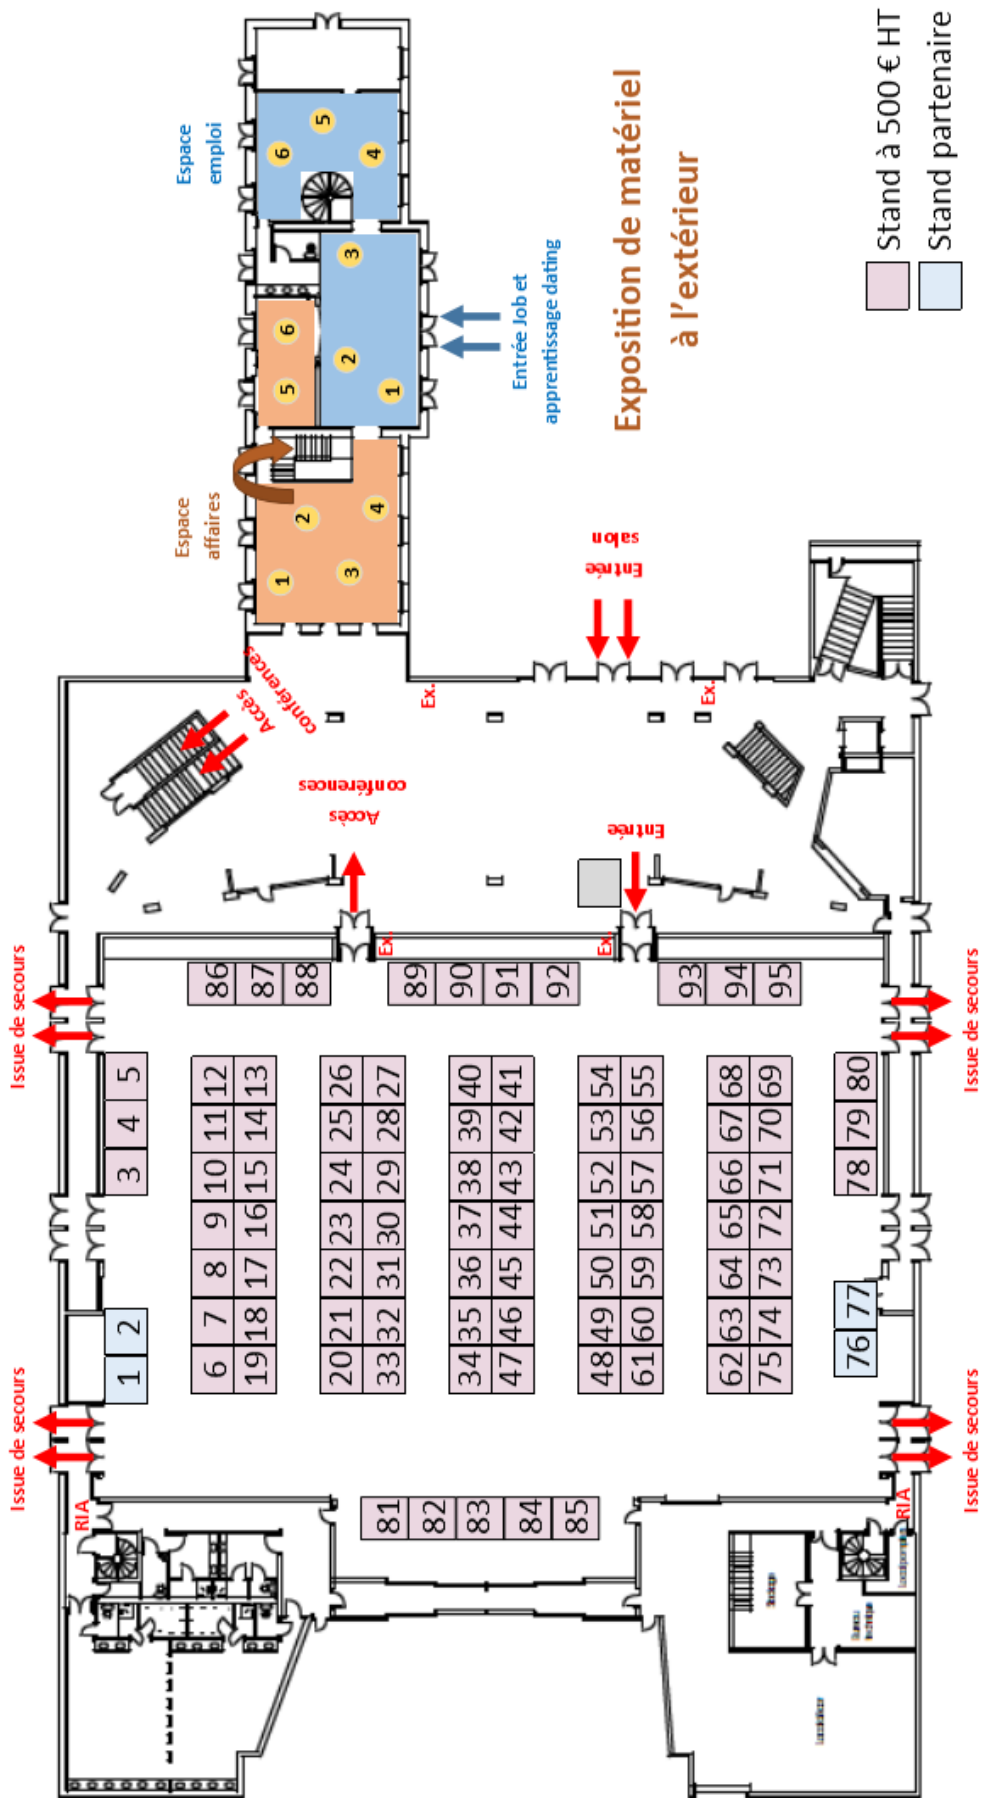 Issue de secours
Issue de secours
RIA
1 2
3 4 5
6 7 8 9 10 11 12
19 18 17 16 15 14 13
20 21 22 23 24 25 26
33 32 31 30 29 28 27
34 35 36 37 38 39 40
47 46 45 44 43 42 41
48 49 50 51 52 53 54
61 60 59 58 57 56 55
62 63 64 65 66 67 68
75 74 73 72 71 70 69
76 77
78 79 80
81
82
83
84
85
86
87
88
89
90
91
92
93
94
95
RIA
Issue de secours
Issue de secours
Ex.
Ex.
Accès
conférences
Accès
conférences
Entrée
Ex.
Ex.
Entrée
salon
Espace
affaires
1
2
3
4
5
6
Espace
emploi
1
2
3
4
5
6
Entrée Job et
apprentissage dating
Exposition de matériel
à l’extérieur
Stand à 500 € HT
Stand partenaire